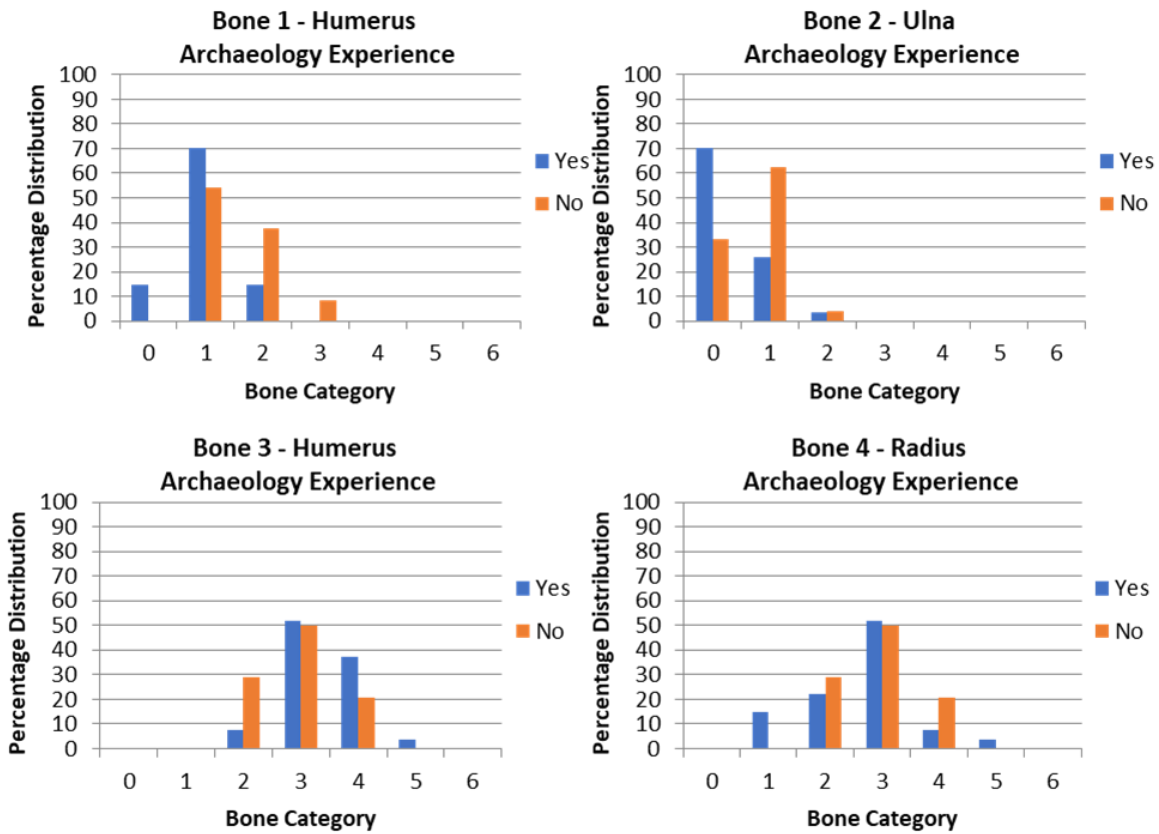 Bone 1 - Humerus
Archaeology Experience
Percentage Distribution
100
90
80
70
60
50
40
30
20
10
0
0 1 2 3 4 5 6
Bone Category
Yes
No
Bone 2 - Ulna
Archaeology Experience
Percentage Distribution
100
90
80
70
60
50
40
30
20
10
0
0 1 2 3 4 5 6
Bone Category
Yes
No
Bone 3 - Humerus
Archaeology Experience
Percentage Distribution
100
90
80
70
60
50
40
30
20
10
0
0 1 2 3 4 5 6
Bone Category
Yes
No
Bone 4 - Radius
Archaeology Experience
Percentage Distribution
100
90
80
70
60
50
40
30
20
10
0
0 1 2 3 4 5 6
Bone Category
Yes
No